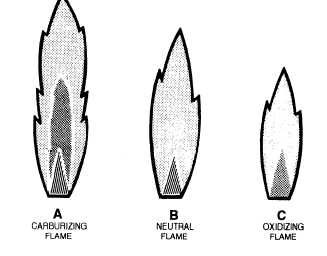 A
CARBURIZING
FLAME
B
NEUTRAL
FLAME
C
OXIDIZING
FLAME